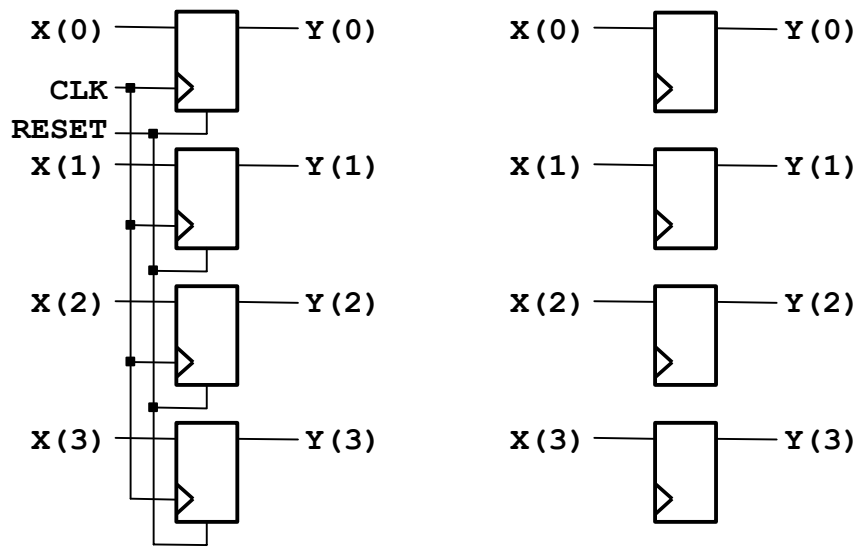 X(0) Y(0) X(0) Y(0)
CLK
RESET
X(1) Y(1) X(1) Y(1)
X(2) Y(2) X(2) Y(2)
X(3) Y(3) X(3) Y(3)